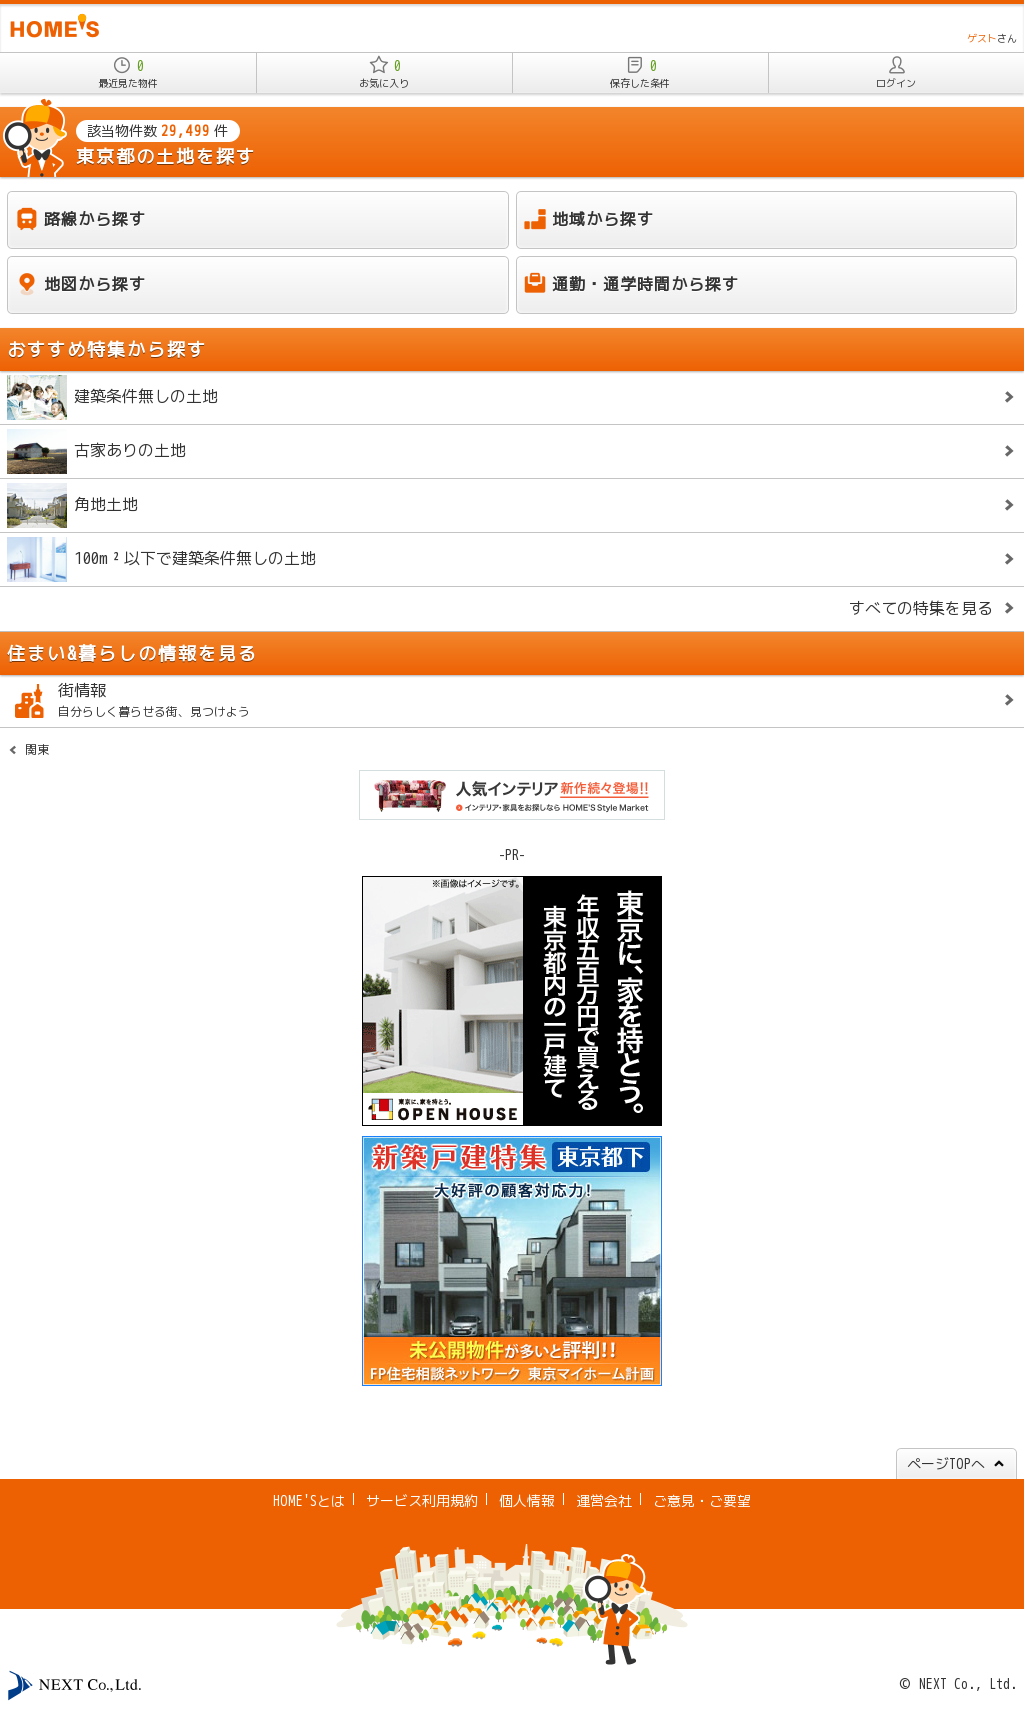 HOME'S
ゲストさん
0
最近見た物件
0
お気に入り
0
保存した条件
ログイン
該当物件数 29,499 件
東京都の土地を探す
路線から探す
地域から探す
地図から探す
通勤・通学時間から探す
おすすめ特集から探す
建築条件無しの土地
古家ありの土地
角地土地
100m²以下で建築条件無しの土地
すべての特集を見る
住まい&暮らしの情報を見る
街情報
自分らしく暮らせる街、見つけよう
関東
人気インテリア新作続々登場!!
インテリア・家具をお探しなら HOME'S Style Market
-PR-
※画像はイメージです。
東京に、家を持とう。
年収五百万円で買える
東京都内の一戸建て
東京に、家を持とう。
OPEN HOUSE
新築戸建特集 東京都下
大好評の顧客対応力!
未公開物件が多いと評判!!
FP住宅相談ネットワーク 東京マイホーム計画
ページTOPへ
HOME'Sとは
サービス利用規約
個人情報
運営会社
ご意見・ご要望
NEXT Co.,Ltd.
© NEXT Co., Ltd.